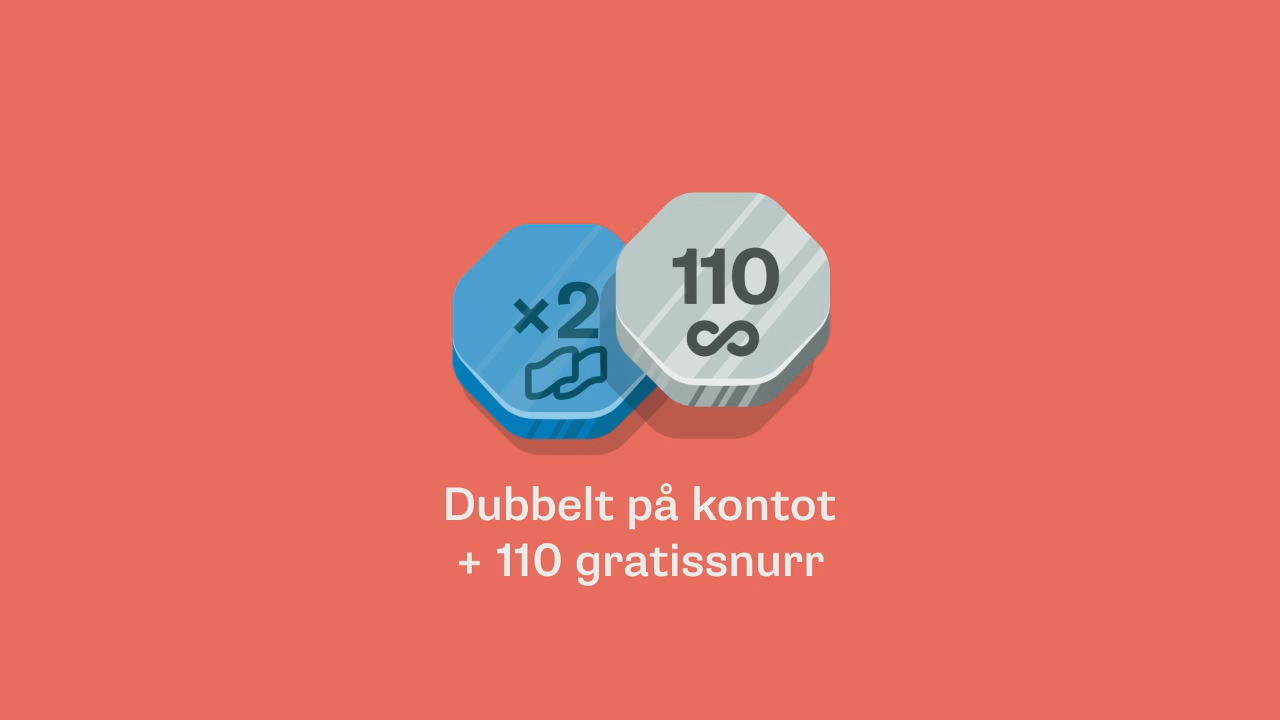 ×2
110
Dubbelt på kontot
+ 110 gratissnurr